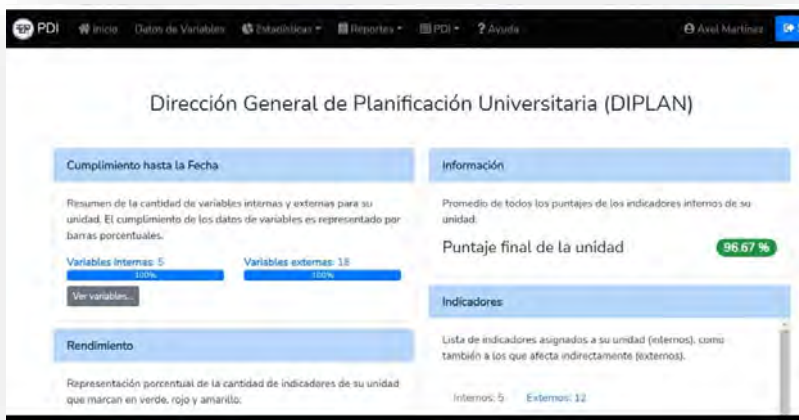 PDI Inicio Datos de Variables Estadísticas Reportes PDI ? Ayuda Axel Martínez
Dirección General de Planificación Universitaria (DIPLAN)
Cumplimiento hasta la Fecha
Resumen de la cantidad de variables internas y externas para su
unidad. El cumplimiento de los datos de variables es representado por
barras porcentuales.
Variables internas: 5 Variables externas: 18
100% 100%
Ver variables...
Rendimiento
Representación porcentual de la cantidad de indicadores de su unidad
que marcan en verde, rojo y amarillo.
Información
Promedio de todos los puntajes de los indicadores internos de su
unidad.
Puntaje final de la unidad 96.67 %
Indicadores
Lista de indicadores asignados a su unidad (internos), como
también a los que afecta indirectamente (externos).
Internos: 5 Externos: 12